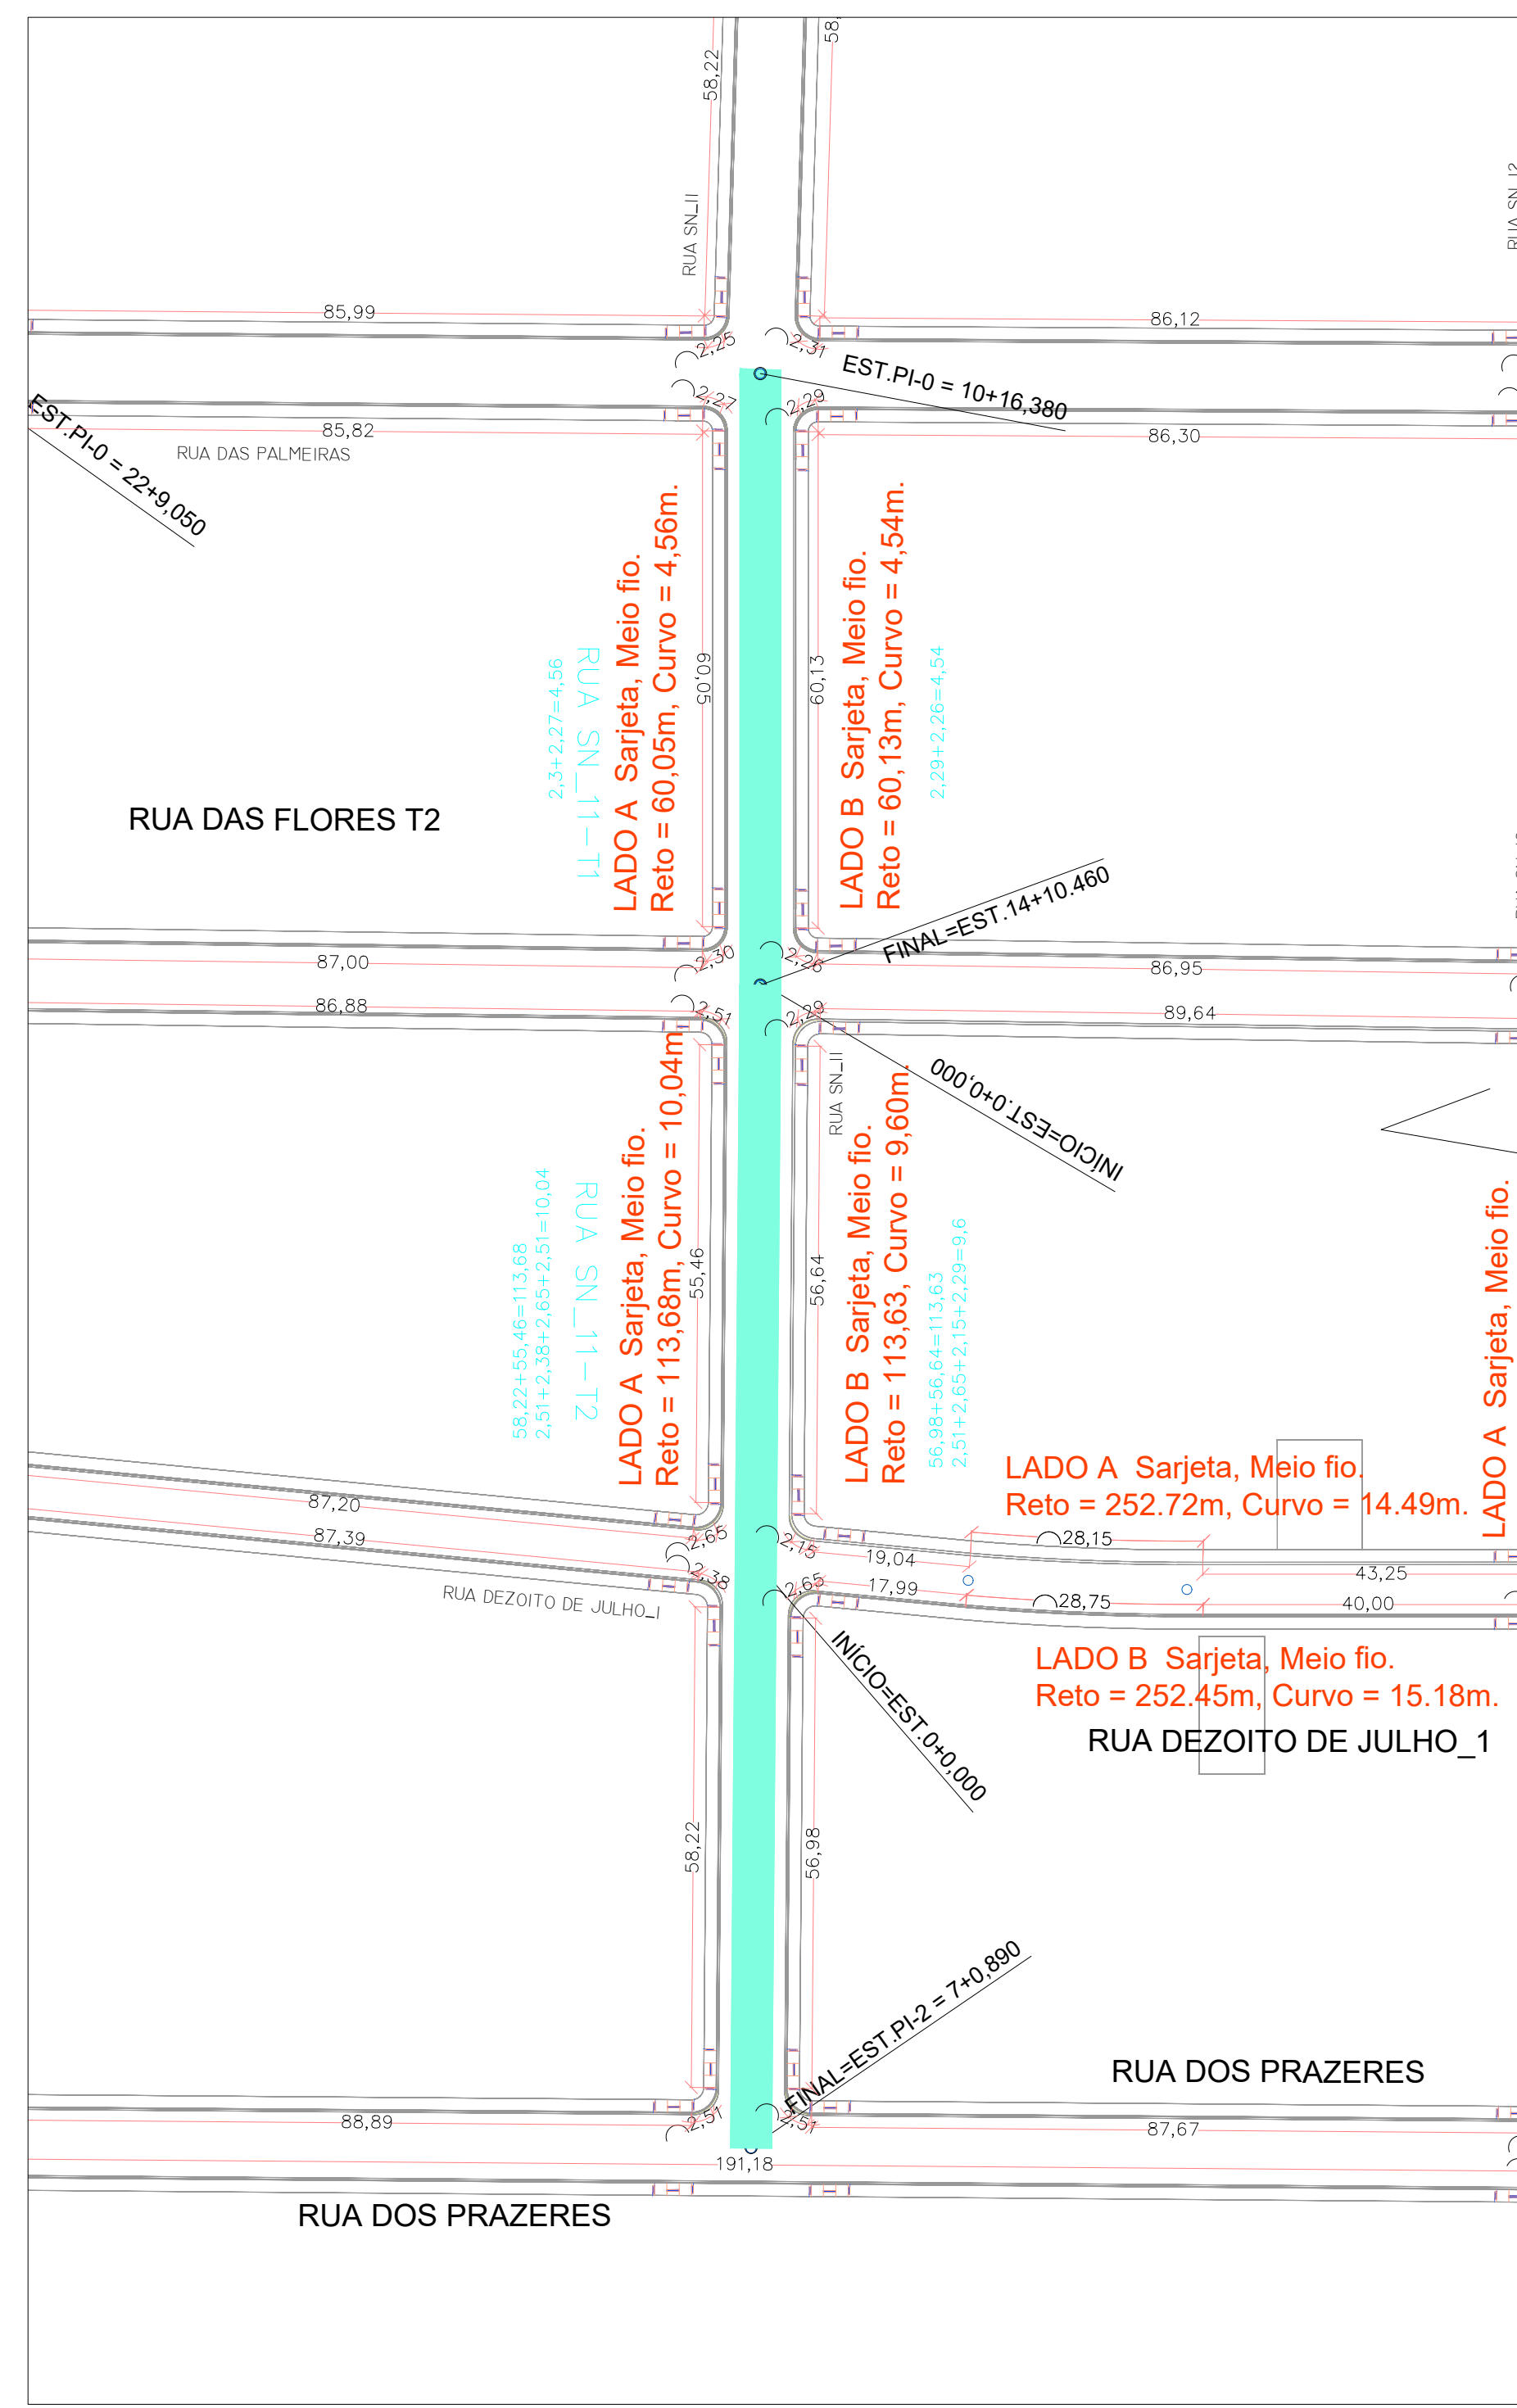 58,22
58,
RUA SN_11
RUA SN_12
85,99
86,12
2,25
2,31
EST.PI-0 = 10+16,380
2,27
2,29
EST.PI-0 = 22+9,050
85,82
86,30
RUA DAS PALMEIRAS
2,3+2,27=4,56
RUA SN_11-T1
LADO A Sarjeta, Meio fio.
Reto = 60,05m, Curvo = 4,56m.
60,05
60,13
LADO B Sarjeta, Meio fio.
Reto = 60,13m, Curvo = 4,54m.
2,29+2,26=4,54
RUA DAS FLORES T2
FINAL=EST.14+10.460
87,00
2,30
2,26
86,95
86,88
2,51
2,29
89,64
RUA SN_11
INÍCIO=EST.0+0,000
58,22+55,46=113,68
2,51+2,38+2,65+2,51=10,04
RUA SN_11-T2
LADO A Sarjeta, Meio fio.
Reto = 113,68m, Curvo = 10,04m
55,46
56,64
LADO B Sarjeta, Meio fio.
Reto = 113,63, Curvo = 9,60m.
56,98+56,64=113,63
2,51+2,65+2,15+2,29=9,6
LADO A Sarjeta, Meio fio.
LADO A Sarjeta, Meio fio.
Reto = 252.72m, Curvo = 14.49m.
87,20
2,65
2,15
19,04
28,15
43,25
87,39
2,38
2,65
17,99
28,75
40,00
RUA DEZOITO DE JULHO_1
INÍCIO=EST.0+0,000
LADO B Sarjeta, Meio fio.
Reto = 252.45m, Curvo = 15.18m.
RUA DEZOITO DE JULHO_1
58,22
56,98
FINAL=EST.PI-2 = 7+0,890
RUA DOS PRAZERES
88,89
2,51
2,51
87,67
191,18
RUA DOS PRAZERES